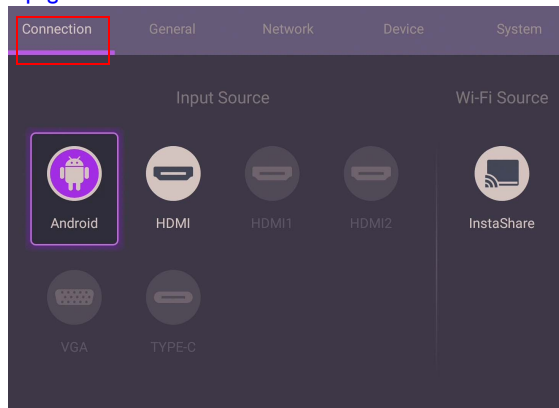 Connection General Network Device System
Input Source Wi-Fi Source
Android HDMI HDMI1 HDMI2 InstaShare
VGA TYPE-C